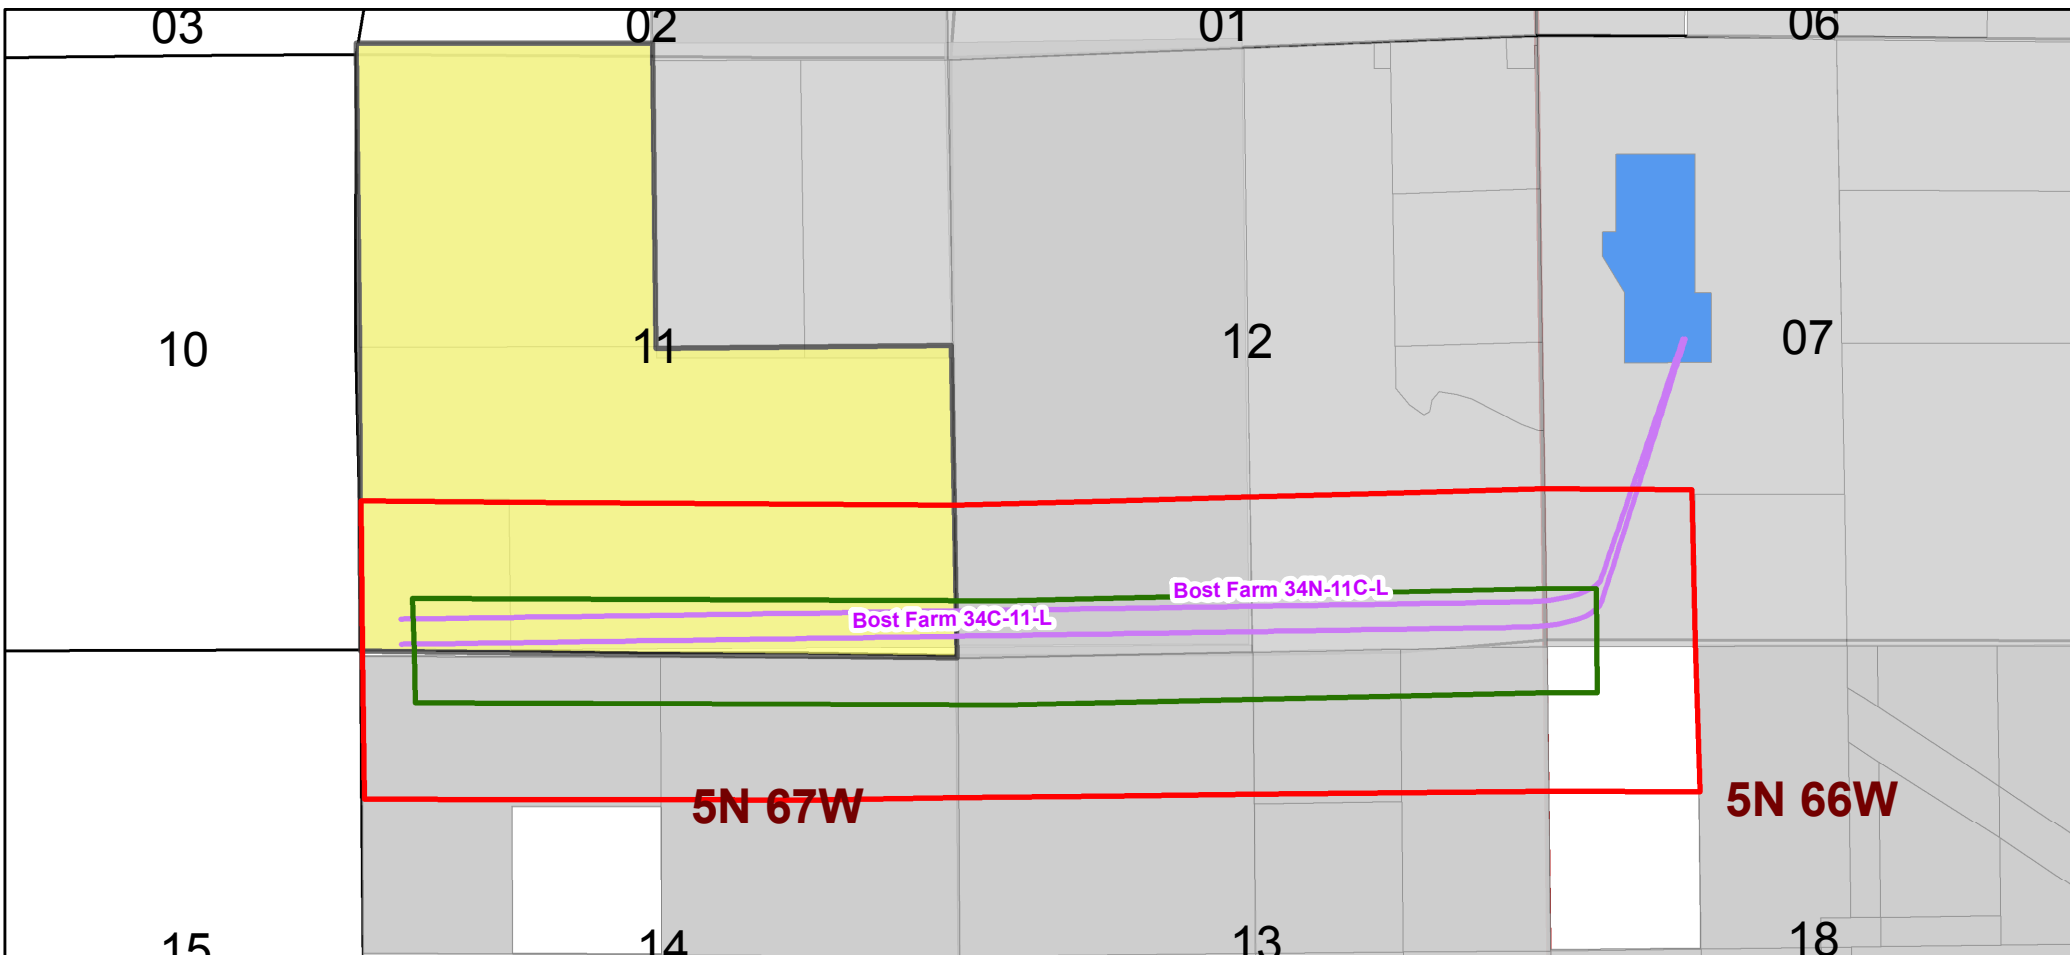 03 02 01 06
10 11 12 07
Bost Farm 34N-11C-L
Bost Farm 34C-11-L
5N 67W 5N 66W
15 14 13 18